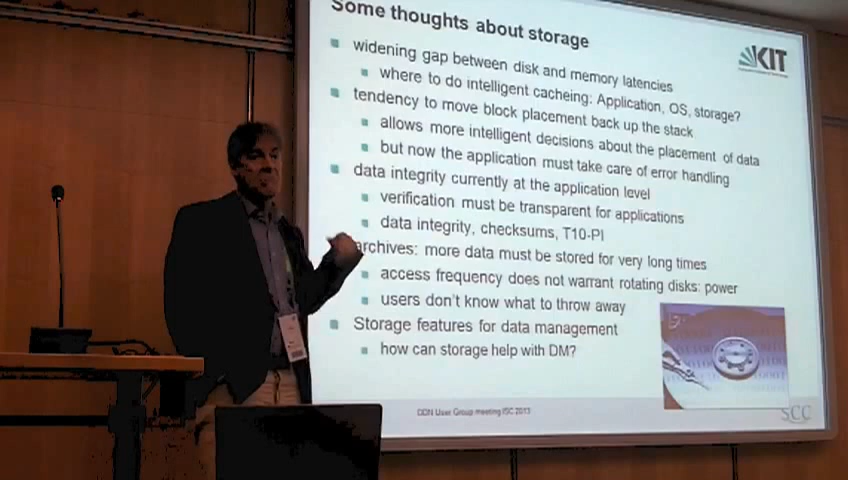 Some thoughts about storage
KIT
widening gap between disk and memory latencies
where to do intelligent cacheing: Application, OS, storage?
tendency to move block placement back up the stack
allows more intelligent decisions about the placement of data
but now the application must take care of error handling
data integrity currently at the application level
verification must be transparent for applications
data integrity, checksums, T10-PI
archives: more data must be stored for very long times
access frequency does not warrant rotating disks: power
users don't know what to throw away
Storage features for data management
how can storage help with DM?
DDN User Group meeting ISC 2013
SCC